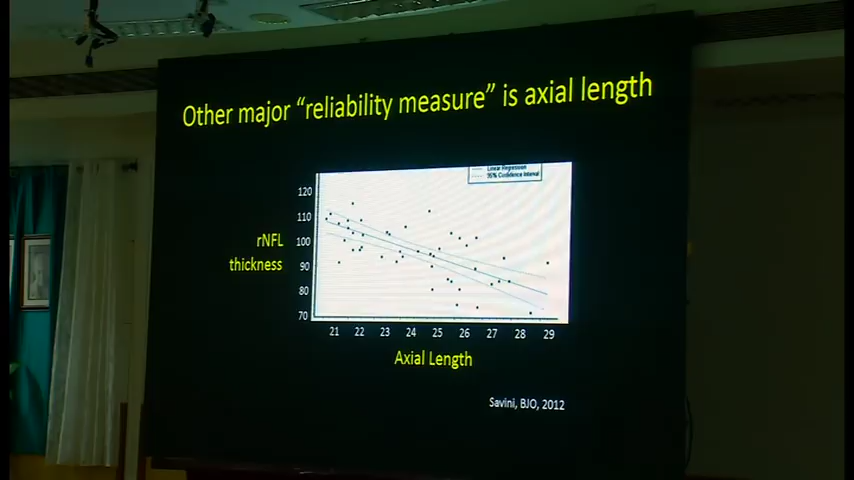 Other major “reliability measure” is axial length
Linear Regression
95% Confidence Interval
120
110
100
90
80
70
rNFL
thickness
21 22 23 24 25 26 27 28 29
Axial Length
Savini, BJO, 2012